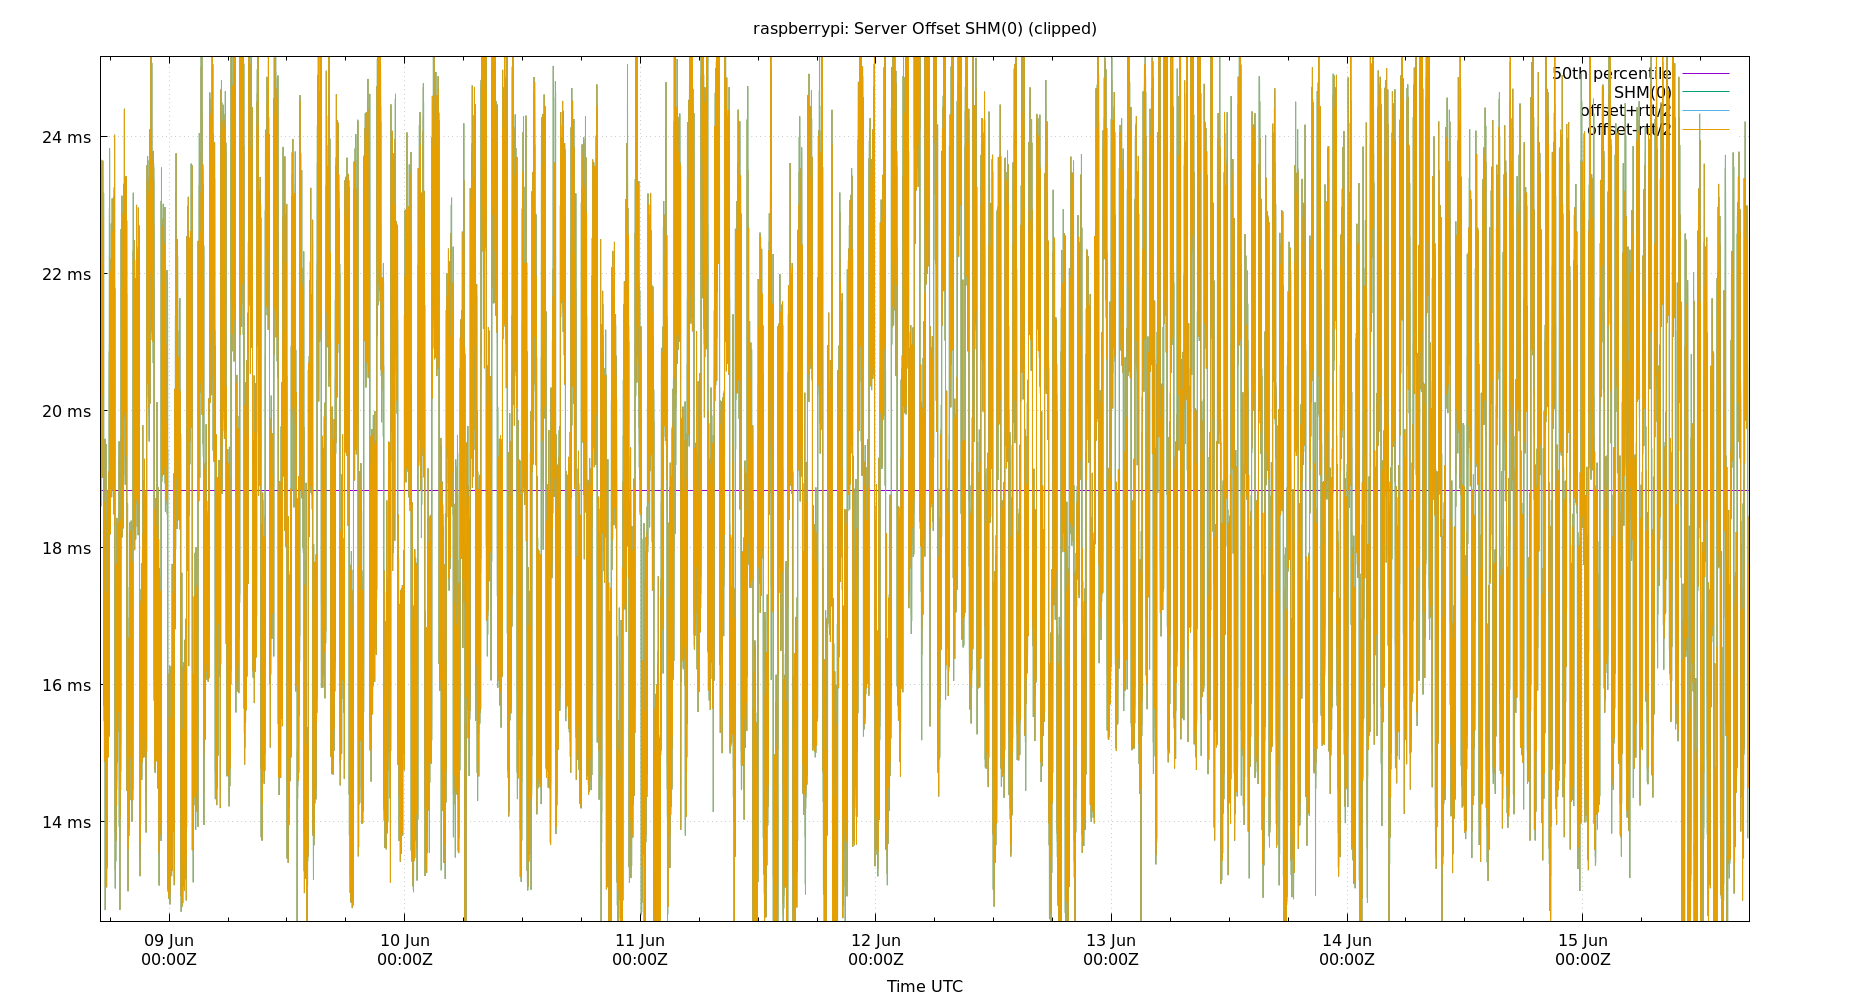 raspberrypi: Server Offset SHM(0) (clipped)
50th percentile
SHM(0)
offset+rtt/2
offset-rtt/2
24 ms
22 ms
20 ms
18 ms
16 ms
14 ms
09 Jun 10 Jun 11 Jun 12 Jun 13 Jun 14 Jun 15 Jun
00:00Z 00:00Z 00:00Z 00:00Z 00:00Z 00:00Z 00:00Z
Time UTC